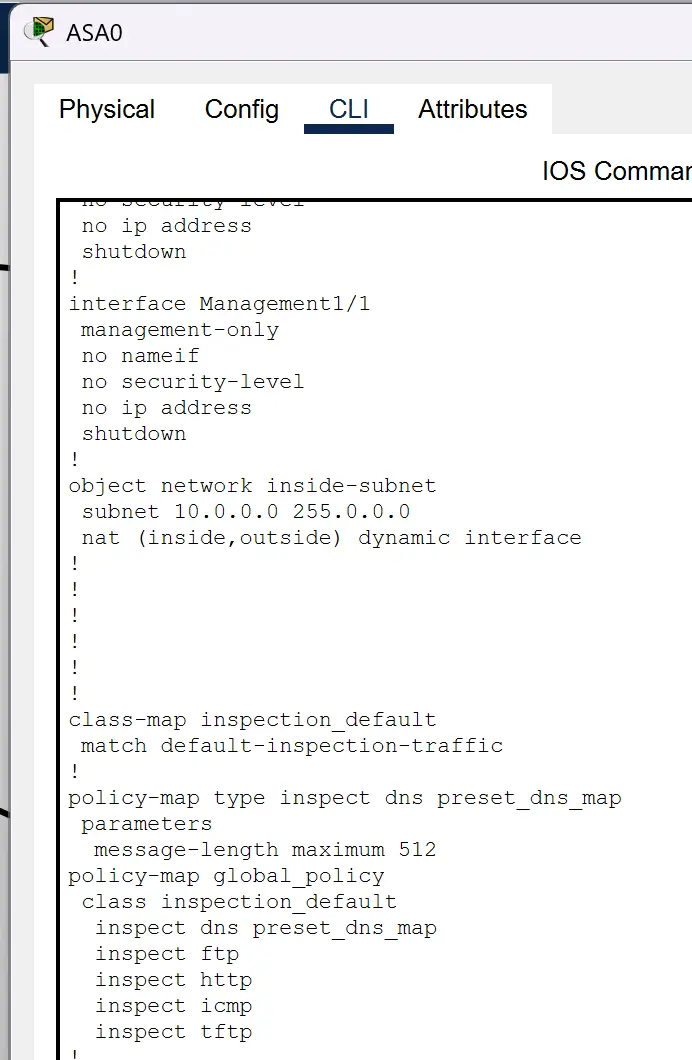 ASA0
Physical Config CLI Attributes
IOS Comman
no security-level
no ip address
shutdown
!
interface Management1/1
management-only
no nameif
no security-level
no ip address
shutdown
!
object network inside-subnet
subnet 10.0.0.0 255.0.0.0
nat (inside,outside) dynamic interface
!
!
!
!
!
!
class-map inspection_default
match default-inspection-traffic
!
policy-map type inspect dns preset_dns_map
parameters
message-length maximum 512
policy-map global_policy
class inspection_default
inspect dns preset_dns_map
inspect ftp
inspect http
inspect icmp
inspect tftp
!